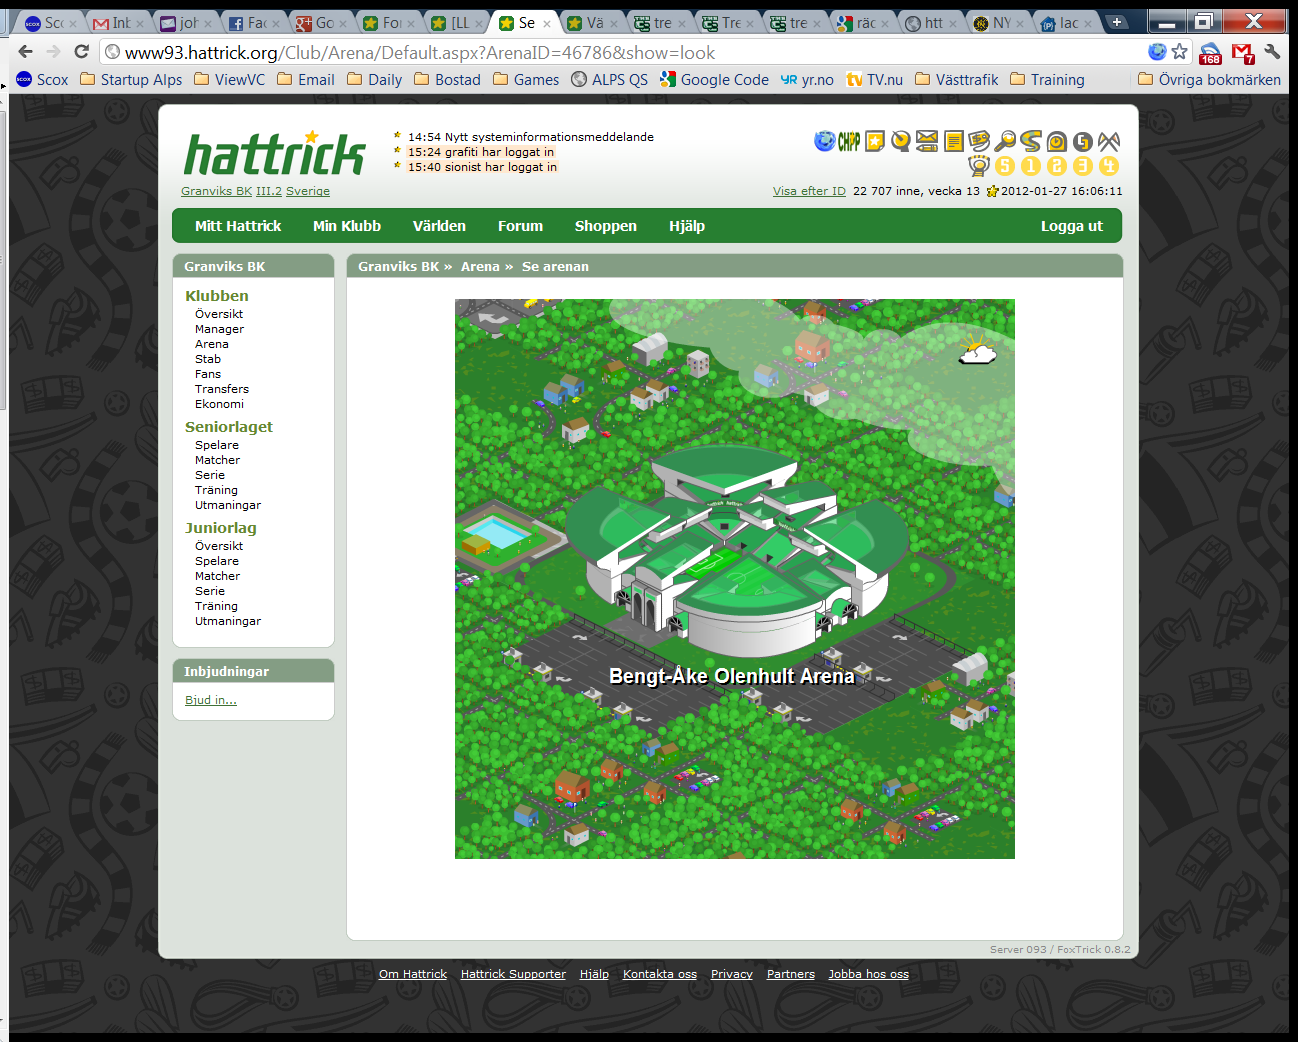 Sco
Inb
joh
Fac
Go
For
[LL
Se
Vä
tre
Tre
tre
räc
htt
NY
lac
www93.hattrick.org/Club/Arena/Default.aspx?ArenaID=46786&show=look
168
7
Scox Startup Alps ViewVC Email Daily Bostad Games ALPS QS Google Code yr.no TV.nu Västtrafik Training Övriga bokmärken
hattrick
14:54 Nytt systeminformationsmeddelande
15:24 grafiti har loggat in
15:40 sionist har loggat in
CHPP
5 1 2 3 4
Granviks BK III.2 Sverige
Visa efter ID 22 707 inne, vecka 13 2012-01-27 16:06:11
Mitt Hattrick Min Klubb Världen Forum Shoppen Hjälp Logga ut
Granviks BK
Klubben
Översikt
Manager
Arena
Stab
Fans
Transfers
Ekonomi
Seniorlaget
Spelare
Matcher
Serie
Träning
Utmaningar
Juniorlag
Översikt
Spelare
Matcher
Serie
Träning
Utmaningar
Inbjudningar
Bjud in...
Granviks BK » Arena » Se arenan
hattrick hattrick
Bengt-Åke Olenhult Arena
Server 093 / FoxTrick 0.8.2
Om Hattrick Hattrick Supporter Hjälp Kontakta oss Privacy Partners Jobba hos oss